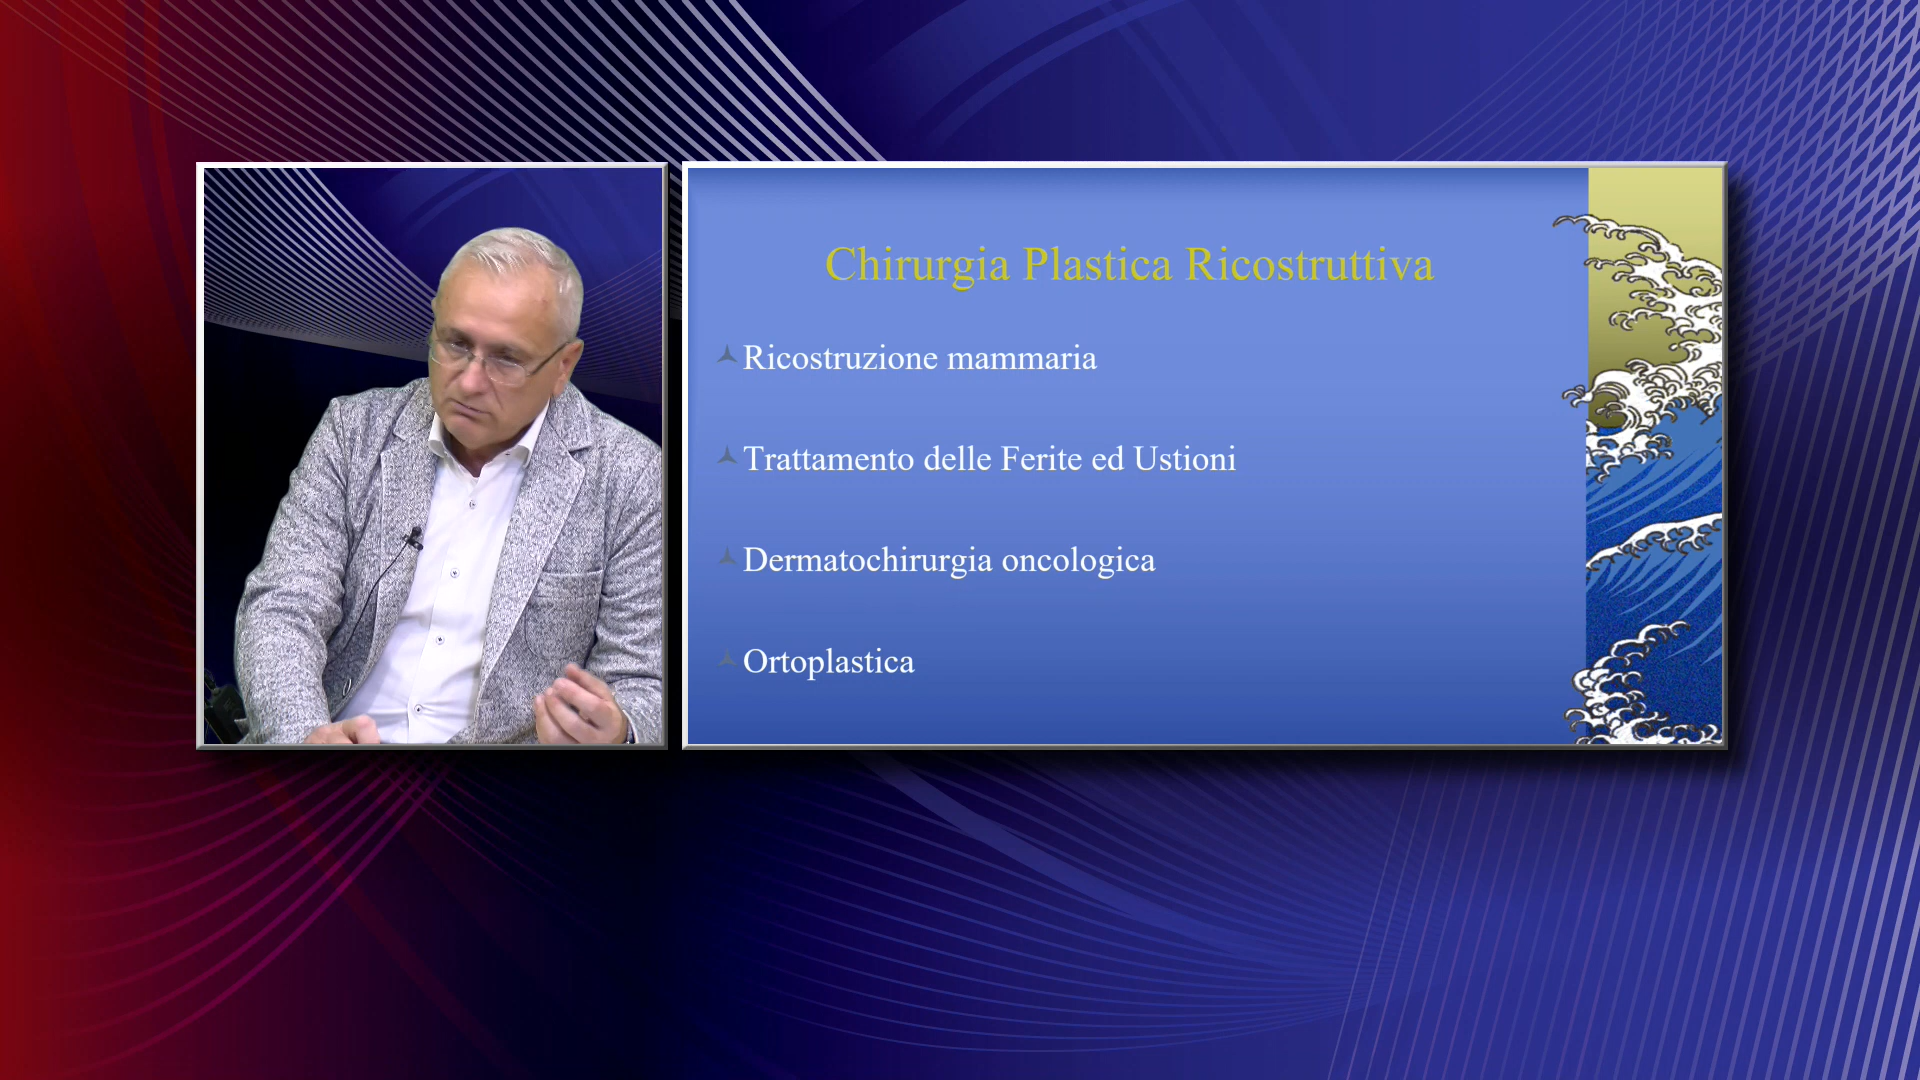 Chirurgia Plastica Ricostruttiva
Ricostruzione mammaria
Trattamento delle Ferite ed Ustioni
Dermatochirurgia oncologica
Ortoplastica